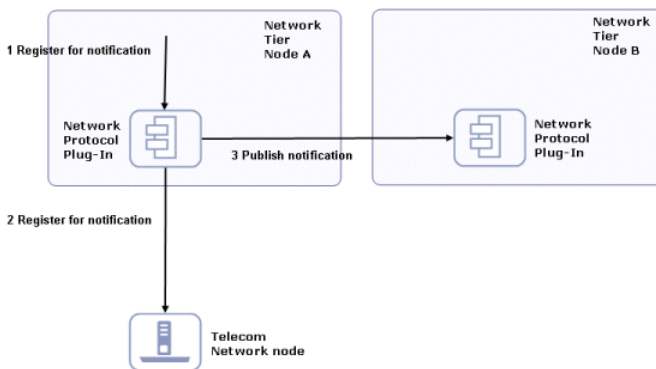 Network
Tier
Node A
Network
Tier
Node B
1 Register for notification
Network
Protocol
Plug-In
3 Publish notification
Network
Protocol
Plug-In
2 Register for notification
Telecom
Network node